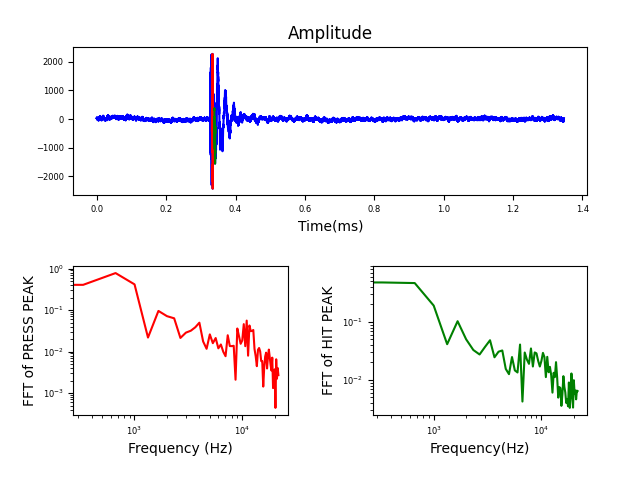 Amplitude
2000
1000
0
−1000
−2000
0.0 0.2 0.4 0.6 0.8 1.0 1.2 1.4
Time(ms)
FFT of PRESS PEAK
10⁰
10⁻¹
10⁻²
10⁻³
10³ 10⁴
Frequency (Hz)
FFT of HIT PEAK
10⁻¹
10⁻²
10³ 10⁴
Frequency(Hz)